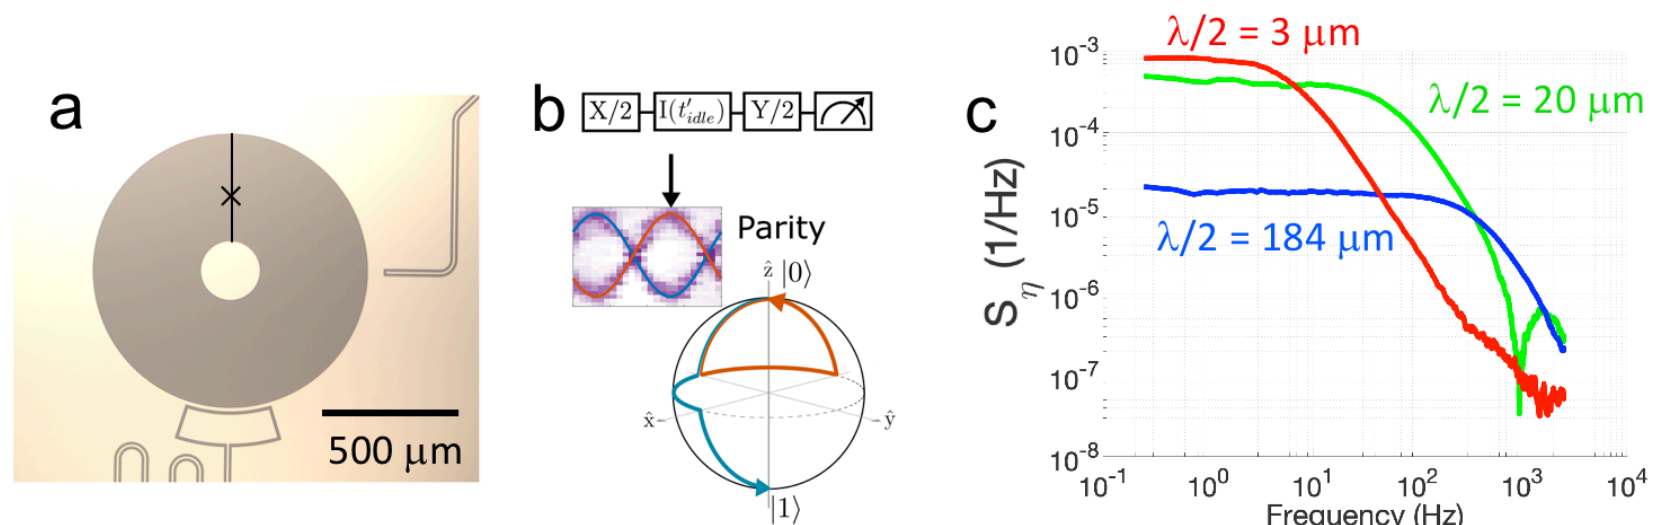 a
500 μm
b
X/2 I(t′idle) Y/2
Parity
ẑ |0⟩
x̂
ŷ
|1⟩
c
λ/2 = 3 μm
λ/2 = 20 μm
λ/2 = 184 μm
Sη (1/Hz)
10⁻³
10⁻⁴
10⁻⁵
10⁻⁶
10⁻⁷
10⁻⁸
10⁻¹ 10⁰ 10¹ 10² 10³ 10⁴
Frequency (Hz)